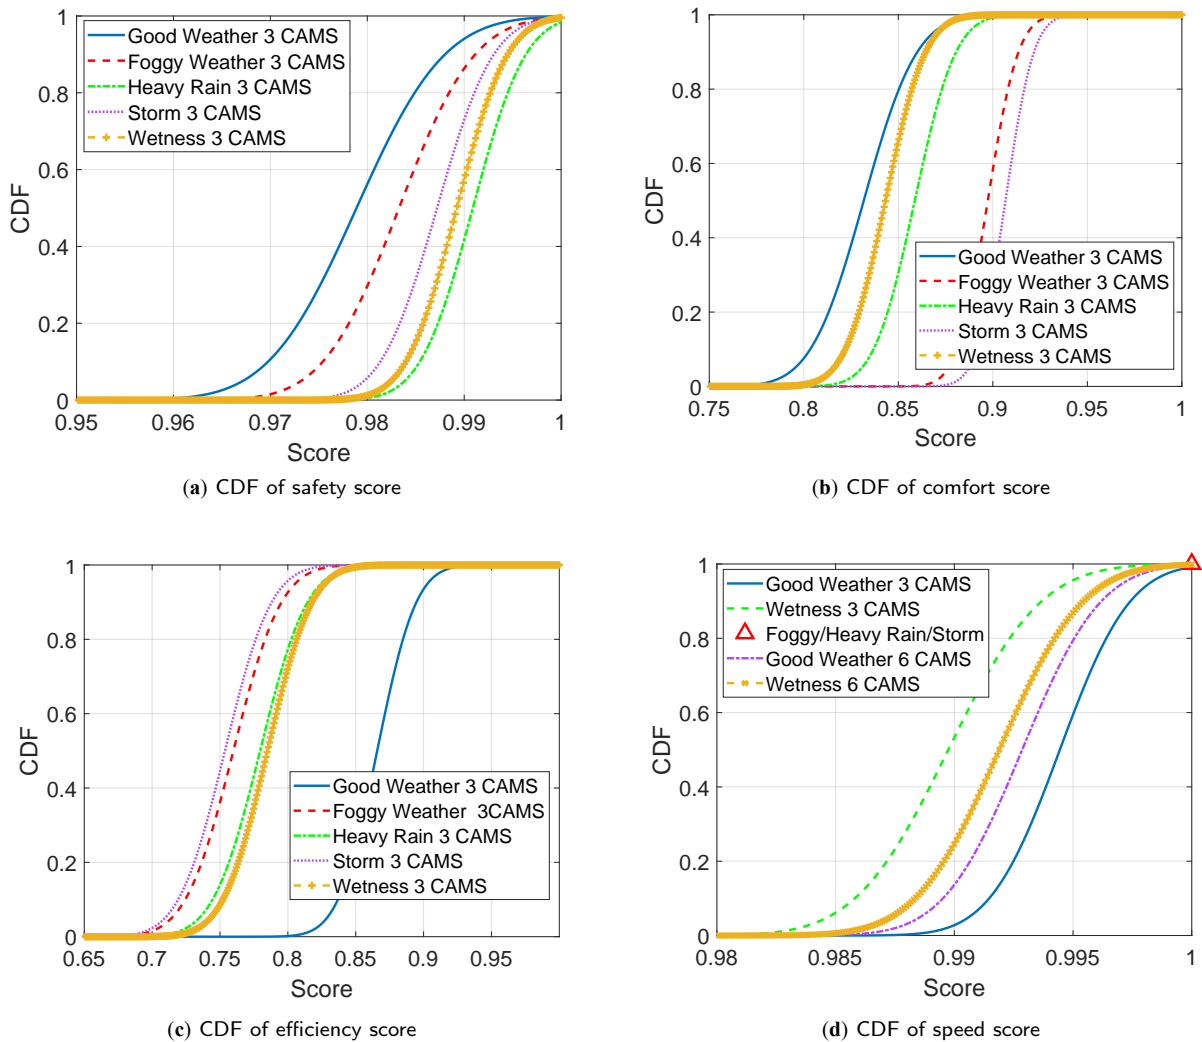 1
0.8
0.6
0.4
0.2
0
CDF
Good Weather 3 CAMS
Foggy Weather 3 CAMS
Heavy Rain 3 CAMS
Storm 3 CAMS
Wetness 3 CAMS
0.95 0.96 0.97 0.98 0.99 1
Score
(a) CDF of safety score
1
0.8
0.6
0.4
0.2
0
CDF
Good Weather 3 CAMS
Foggy Weather 3 CAMS
Heavy Rain 3 CAMS
Storm 3 CAMS
Wetness 3 CAMS
0.75 0.8 0.85 0.9 0.95 1
Score
(b) CDF of comfort score
1
0.8
0.6
0.4
0.2
0
CDF
Good Weather 3 CAMS
Foggy Weather 3CAMS
Heavy Rain 3 CAMS
Storm 3 CAMS
Wetness 3 CAMS
0.65 0.7 0.75 0.8 0.85 0.9 0.95
Score
(c) CDF of efficiency score
1
0.8
0.6
0.4
0.2
0
CDF
Good Weather 3 CAMS
Wetness 3 CAMS
Foggy/Heavy Rain/Storm
Good Weather 6 CAMS
Wetness 6 CAMS
0.98 0.985 0.99 0.995 1
Score
(d) CDF of speed score